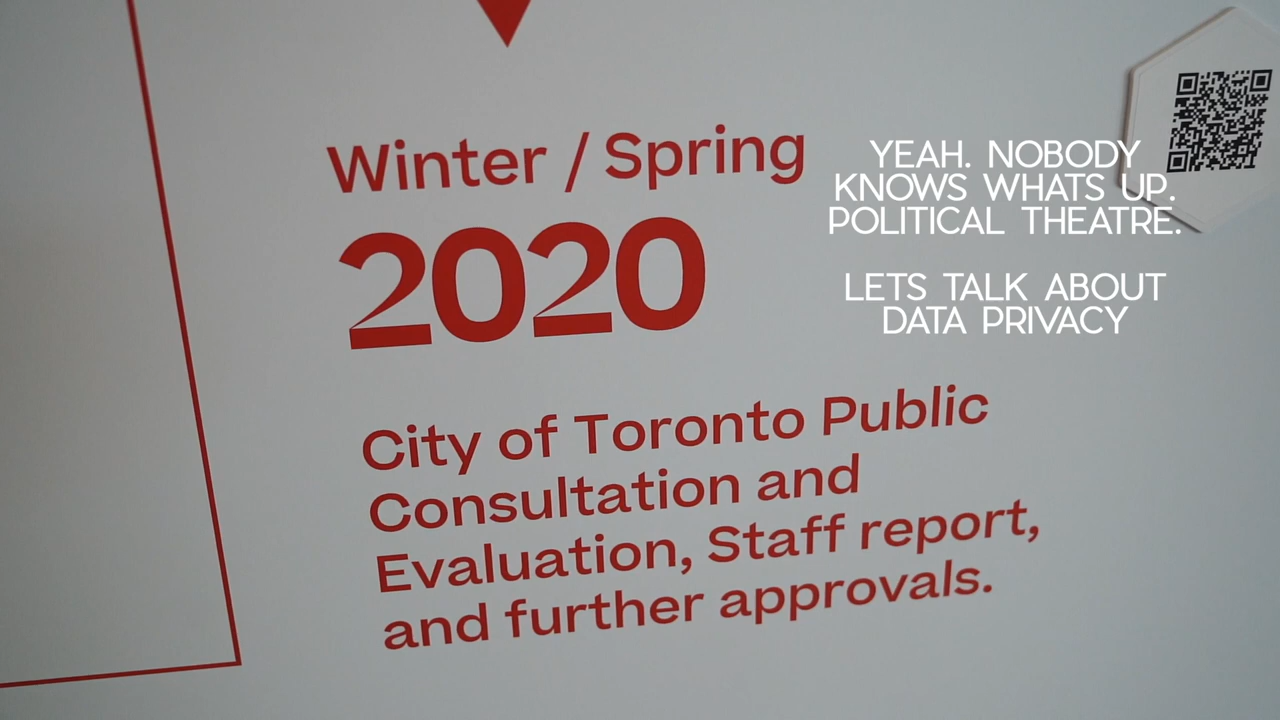 Winter / Spring
2020
City of Toronto Public
Consultation and
Evaluation, Staff report,
and further approvals.
YEAH. NOBODY
KNOWS WHATS UP.
POLITICAL THEATRE.
LETS TALK ABOUT
DATA PRIVACY